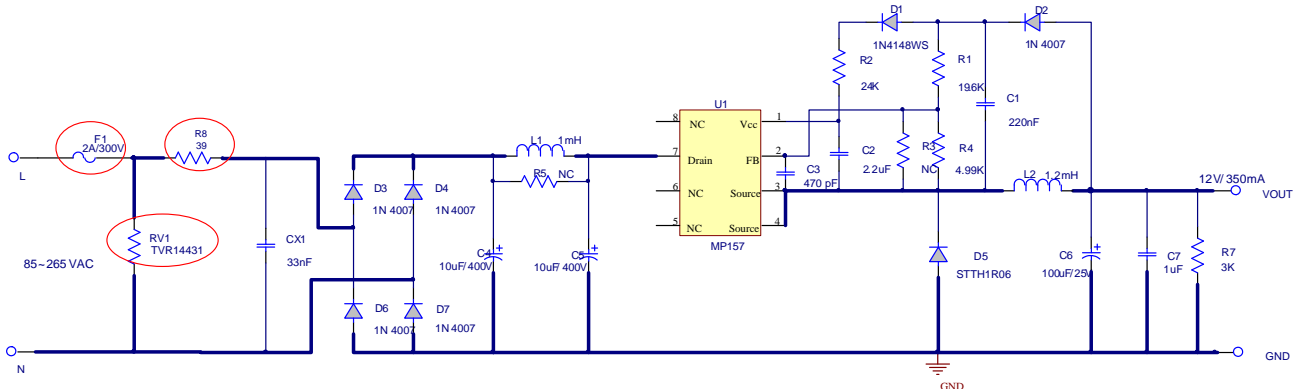 D1
1N4148WS
D2
1N 4007
R2
24K
R1
19.6K
C1
220nF
F1
2A/300V
R8
39
L
L1 1mH
R5 NC
U1
8 NC
7 Drain
6 NC
5 NC
Vcc 1
FB 2
Source 3
Source 4
MP157
C2
2.2uF
C3
470 pF
R3
NC
R4
4.99K
L2 1.2mH
12V/ 350mA
VOUT
D3
1N 4007
D4
1N 4007
RV1
TVR14431
CX1
33nF
85~265 VAC
C4
10uF/ 400V
C5
10uF/ 400V
D5
STTH1R06
C6
100uF/25V
C7
1uF
R7
3K
D6
1N 4007
D7
1N 4007
N
GND
GND